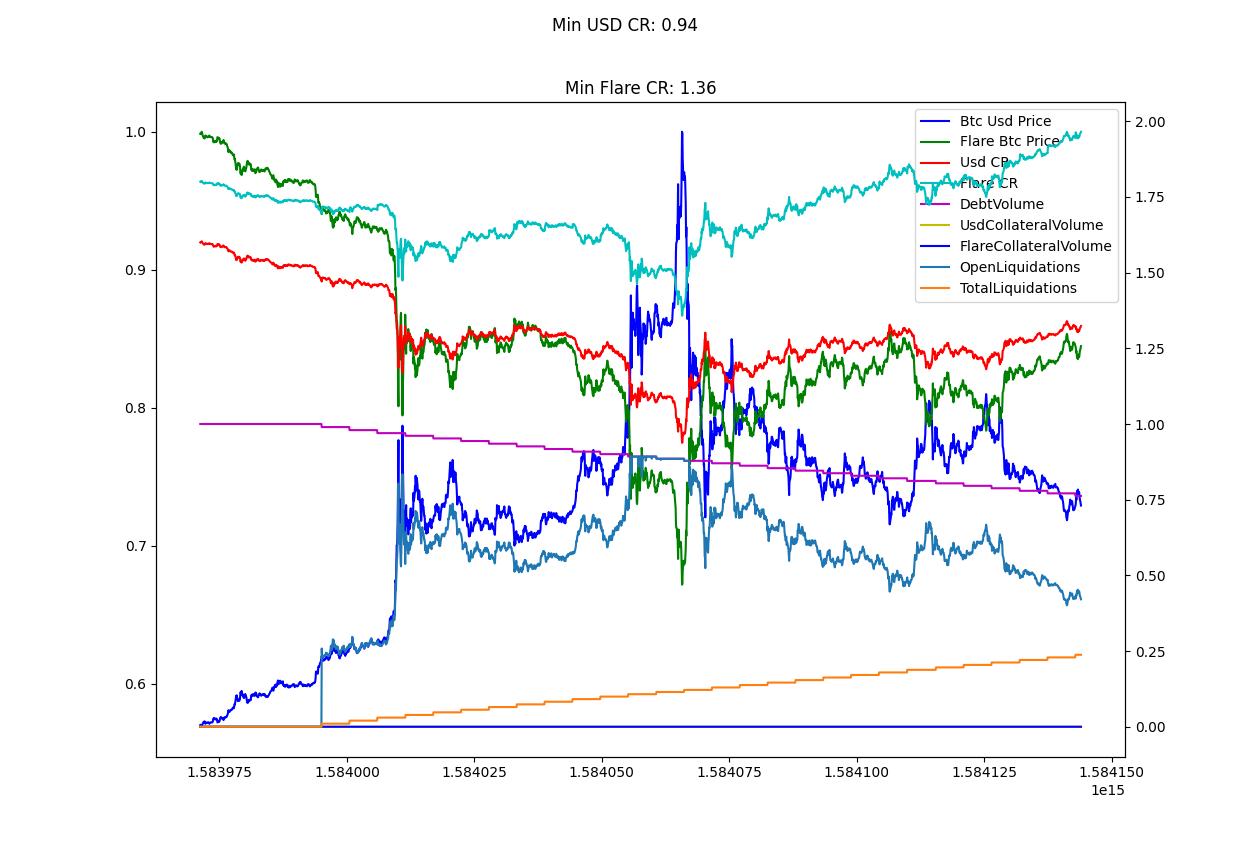 Min USD CR: 0.94
Min Flare CR: 1.36
1.0
0.9
0.8
0.7
0.6
2.00
1.75
1.50
1.25
1.00
0.75
0.50
0.25
0.00
Btc Usd Price
Flare Btc Price
Usd CR
Flare CR
DebtVolume
UsdCollateralVolume
FlareCollateralVolume
OpenLiquidations
TotalLiquidations
1.583975
1.584000
1.584025
1.584050
1.584075
1.584100
1.584125
1.584150
1e15